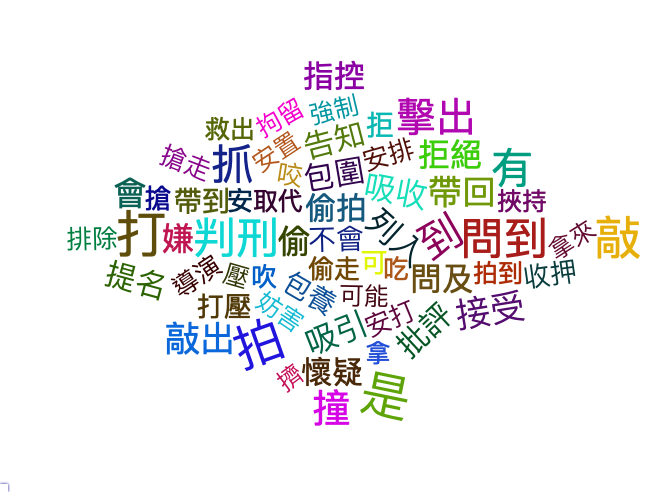 指控
拘留
強制
擊出
救出
告知
拒
搶走
抓
安置
安排
拒絕
有
咬
包圍
吸收
帶回
挾持
會
搶
帶到
安
取代
偷拍
列入
到
問到
拿來
敲
排除
打
嫌
判刑
偷
不會
可
吃
提名
導演
壓
吹
偷走
問及
拍到
收押
打壓
妨害
包養
可能
安打
批評
接受
敲出
拍
吸引
拿
擠
懷疑
撞
是